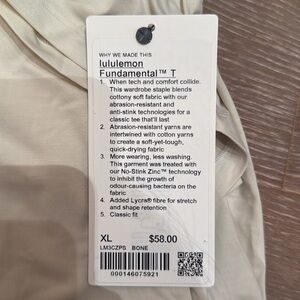 WHY WE MADE THIS
lululemon
Fundamental™ T
1. When tech and comfort collide.
This wardrobe staple blends
cottony soft fabric with our
abrasion-resistant and
anti-stink technologies for a
classic tee that'll last
2. Abrasion-resistant yarns are
intertwined with cotton yarns
to create a soft-yet-tough,
quick-drying fabric
3. More wearing, less washing.
This garment was treated with
our No-Stink Zinc™ technology
to inhibit the growth of
odour-causing bacteria on the
fabric
4. Added Lycra® fibre for stretch
and shape retention
5. Classic fit
XL $58.00
LM3CZPS BONE
000146075921